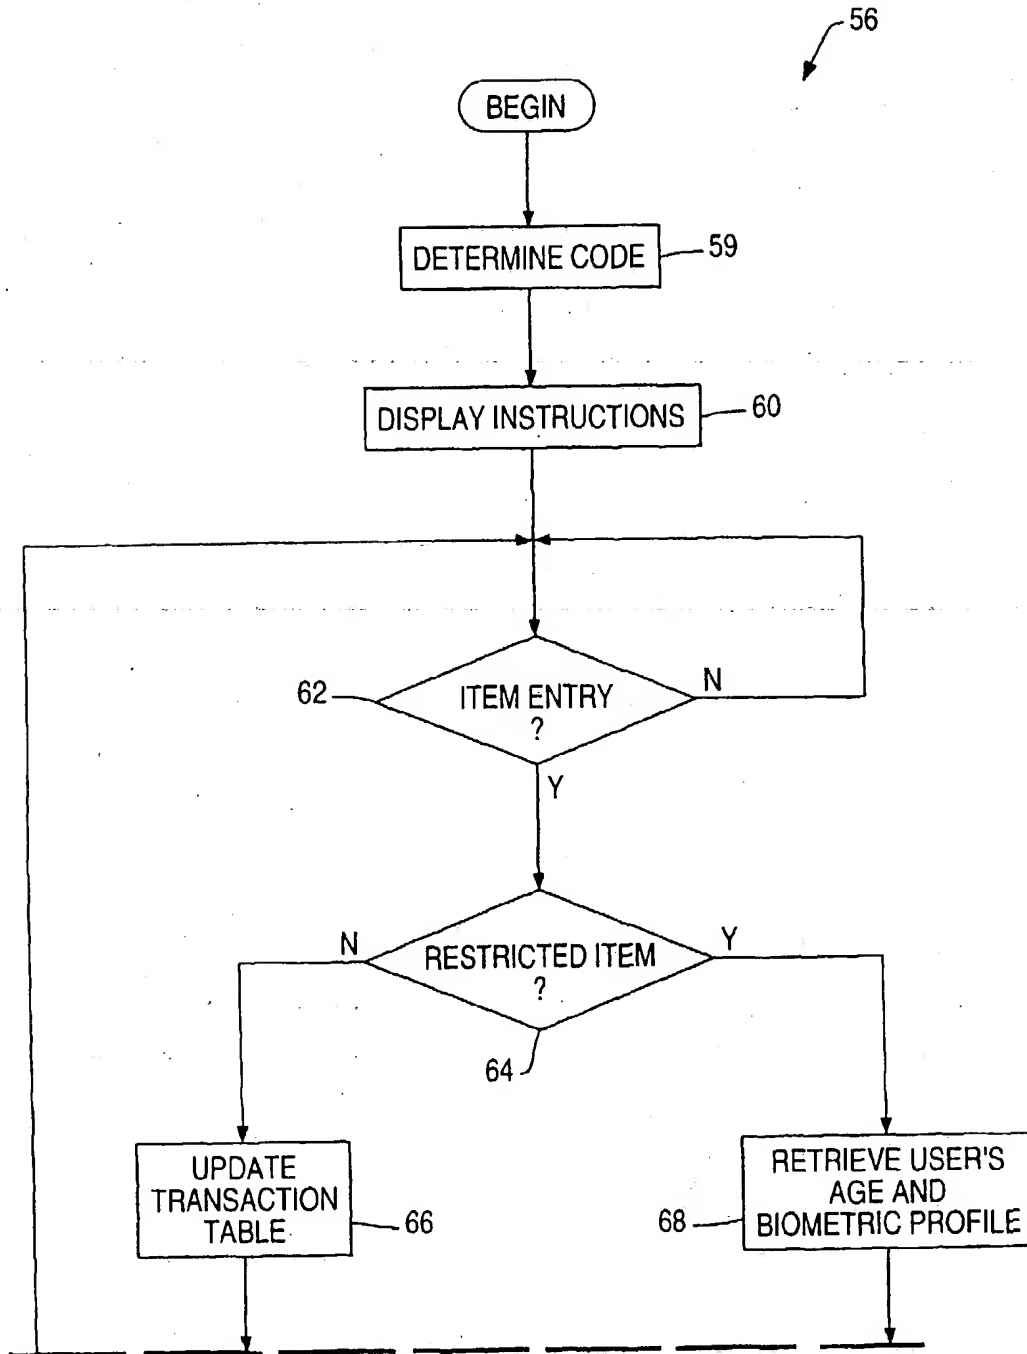 56
BEGIN
DETERMINE CODE
59
DISPLAY INSTRUCTIONS
60
62
ITEM ENTRY
?
N
Y
N
RESTRICTED ITEM
?
Y
64
UPDATE
TRANSACTION
TABLE
66
68
RETRIEVE USER'S
AGE AND
BIOMETRIC PROFILE